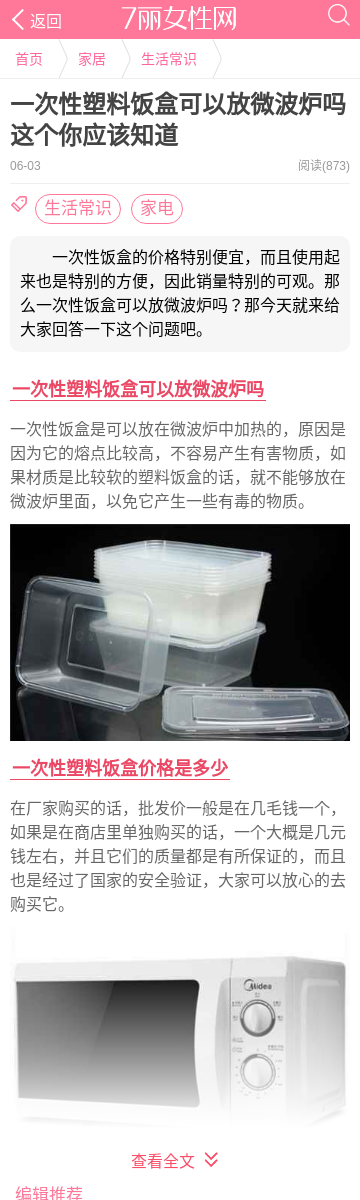 返回
7丽女性网
首页
家居
生活常识
一次性塑料饭盒可以放微波炉吗
这个你应该知道
06-03
阅读(873)
生活常识
家电
一次性饭盒的价格特别便宜，而且使用起
来也是特别的方便，因此销量特别的可观。那
么一次性饭盒可以放微波炉吗？那今天就来给
大家回答一下这个问题吧。
一次性塑料饭盒可以放微波炉吗
一次性饭盒是可以放在微波炉中加热的，原因是
因为它的熔点比较高，不容易产生有害物质，如
果材质是比较软的塑料饭盒的话，就不能够放在
微波炉里面，以免它产生一些有毒的物质。
一次性塑料饭盒价格是多少
在厂家购买的话，批发价一般是在几毛钱一个，
如果是在商店里单独购买的话，一个大概是几元
钱左右，并且它们的质量都是有所保证的，而且
也是经过了国家的安全验证，大家可以放心的去
购买它。
Midea
查看全文
编辑推荐